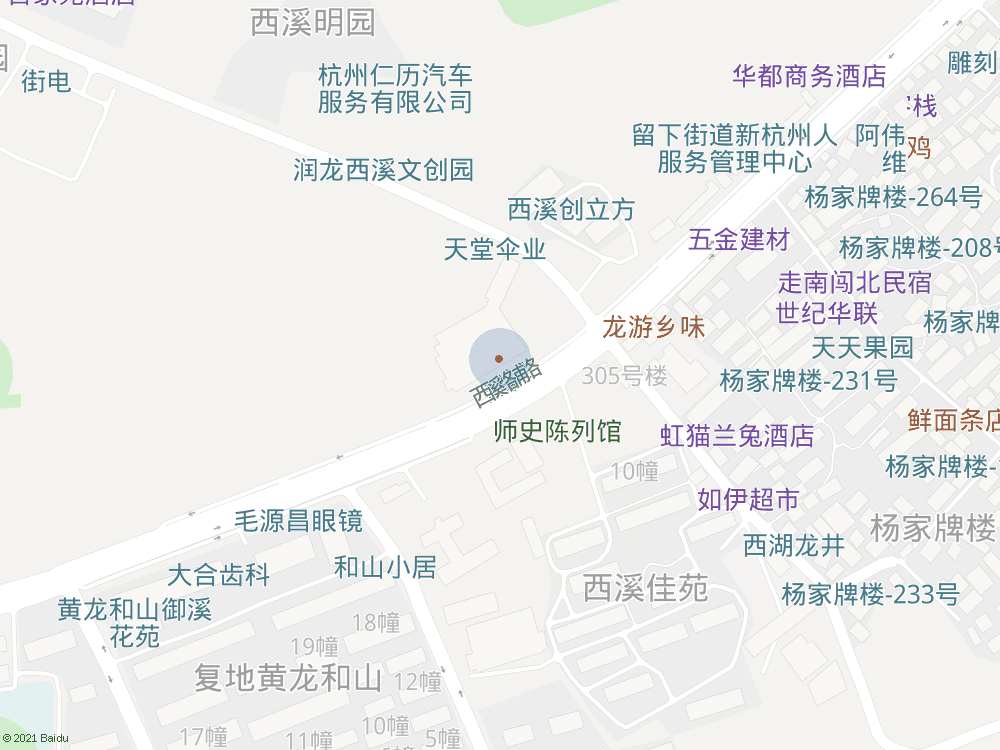 西溪明园
园
街电
杭州仁历汽车
服务有限公司
华都商务酒店
雕刻
栈
留下街道新杭州人
服务管理中心
阿伟
维
鸡
润龙西溪文创园
杨家牌楼-264号
西溪创立方
天堂伞业
五金建材
杨家牌楼-208号
走南闯北民宿
世纪华联
龙游乡味
杨家牌
天天果园
305号楼
杨家牌楼-231号
师史陈列馆
虹猫兰兔酒店
鲜面条店
10幢
杨家牌楼-
如伊超市
毛源昌眼镜
杨家牌楼
西湖龙井
和山小居
大合齿科
西溪佳苑
杨家牌楼-233号
黄龙和山御溪
花苑
18幢
19幢
复地黄龙和山
12幢
10幢
17幢
11幢
5幢
© 2021 Baidu